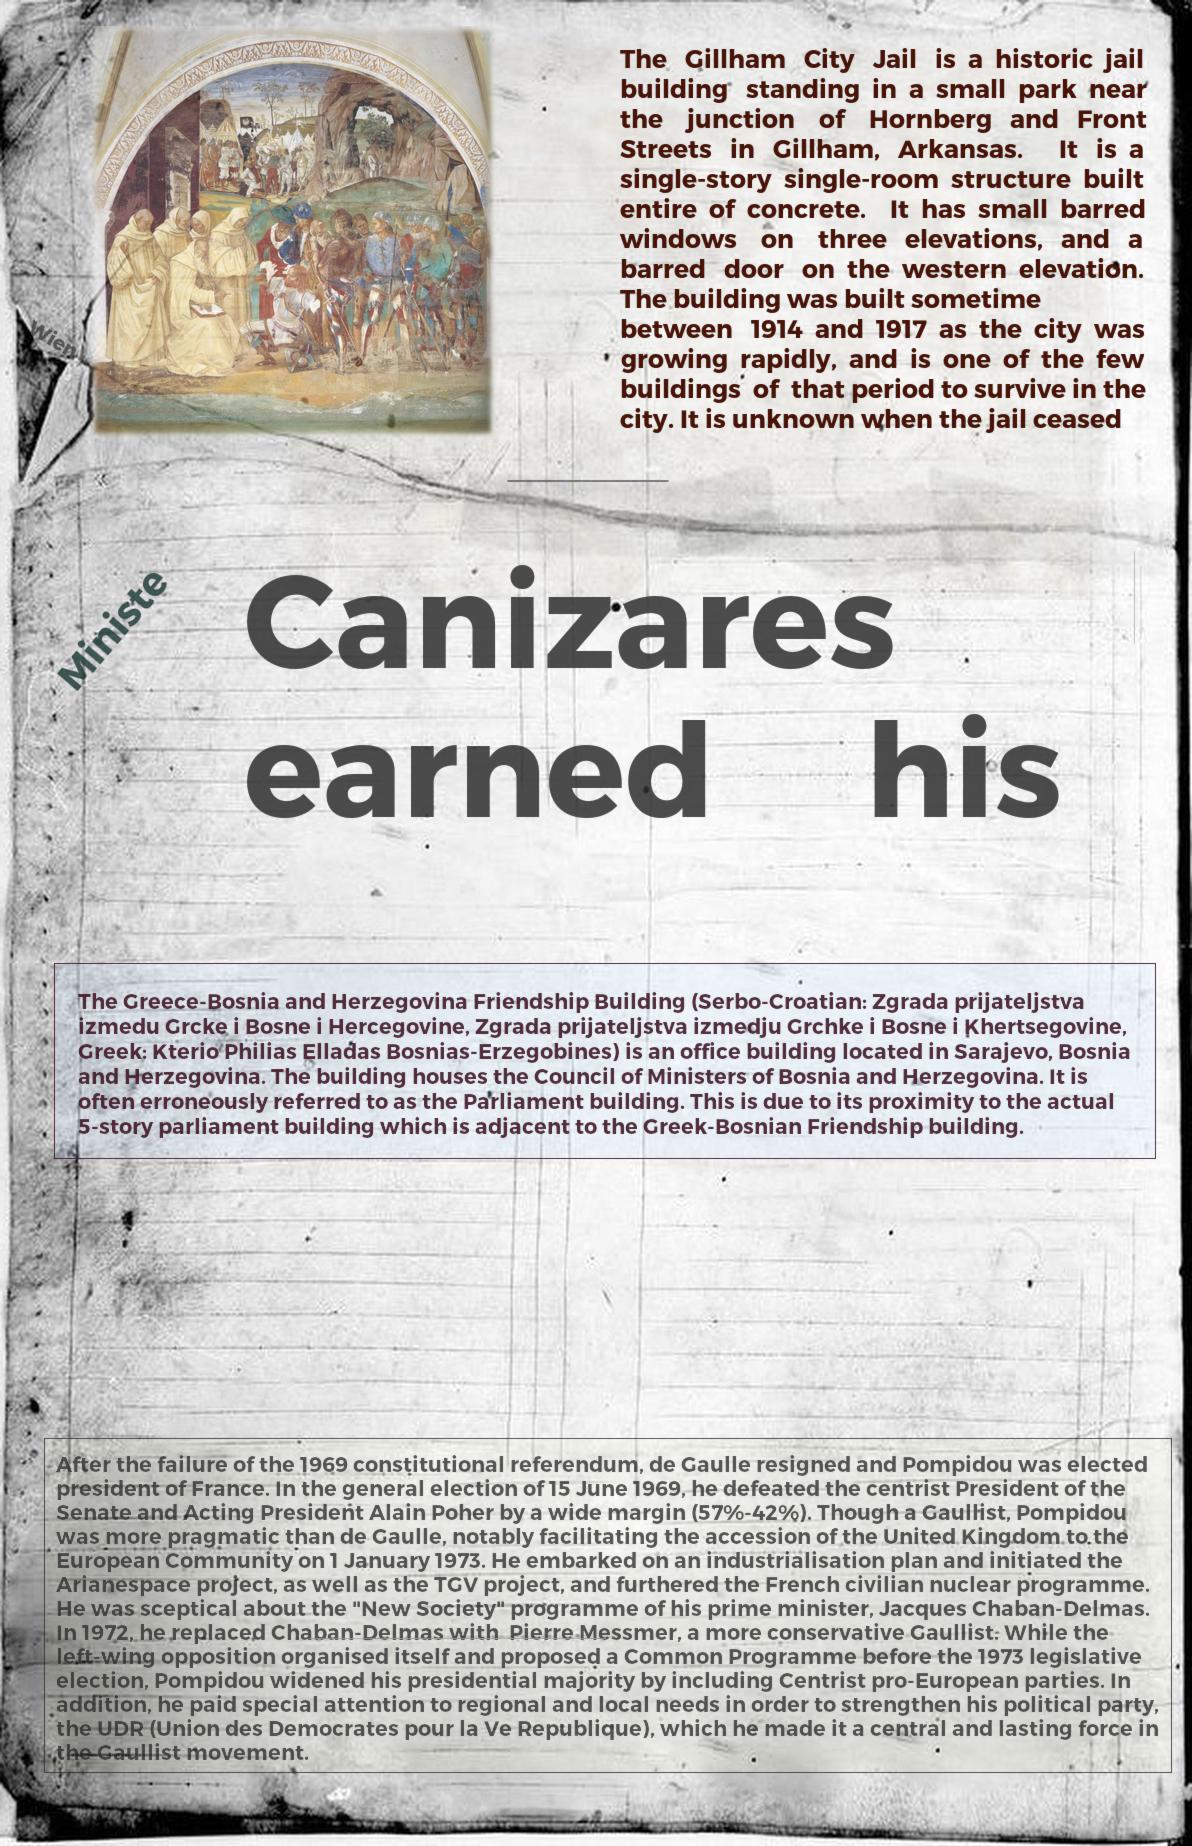 The Gillham City Jail is a historic jail
building standing in a small park near
the junction of Hornberg and Front
Streets in Gillham, Arkansas. It is a
single-story single-room structure built
entire of concrete. It has small barred
windows on three elevations, and a
barred door on the western elevation.
The building was built sometime
between 1914 and 1917 as the city was
growing rapidly, and is one of the few
buildings of that period to survive in the
city. It is unknown when the jail ceased
Wien
Ministe
Canizares
earned his
The Greece-Bosnia and Herzegovina Friendship Building (Serbo-Croatian: Zgrada prijateljstva
izmedu Grcke i Bosne i Hercegovine, Zgrada prijateljstva izmedju Grchke i Bosne i Khertsegovine,
Greek: Kterio Philias Elladas Bosnias-Erzegobines) is an office building located in Sarajevo, Bosnia
and Herzegovina. The building houses the Council of Ministers of Bosnia and Herzegovina. It is
often erroneously referred to as the Parliament building. This is due to its proximity to the actual
5-story parliament building which is adjacent to the Greek-Bosnian Friendship building.
After the failure of the 1969 constitutional referendum, de Gaulle resigned and Pompidou was elected
president of France. In the general election of 15 June 1969, he defeated the centrist President of the
Senate and Acting President Alain Poher by a wide margin (57%-42%). Though a Gaullist, Pompidou
was more pragmatic than de Gaulle, notably facilitating the accession of the United Kingdom to the
European Community on 1 January 1973. He embarked on an industrialisation plan and initiated the
Arianespace project, as well as the TGV project, and furthered the French civilian nuclear programme.
He was sceptical about the "New Society" programme of his prime minister, Jacques Chaban-Delmas.
In 1972, he replaced Chaban-Delmas with Pierre Messmer, a more conservative Gaullist. While the
left-wing opposition organised itself and proposed a Common Programme before the 1973 legislative
election, Pompidou widened his presidential majority by including Centrist pro-European parties. In
addition, he paid special attention to regional and local needs in order to strengthen his political party,
the UDR (Union des Democrates pour la Ve Republique), which he made it a central and lasting force in
the Gaullist movement.